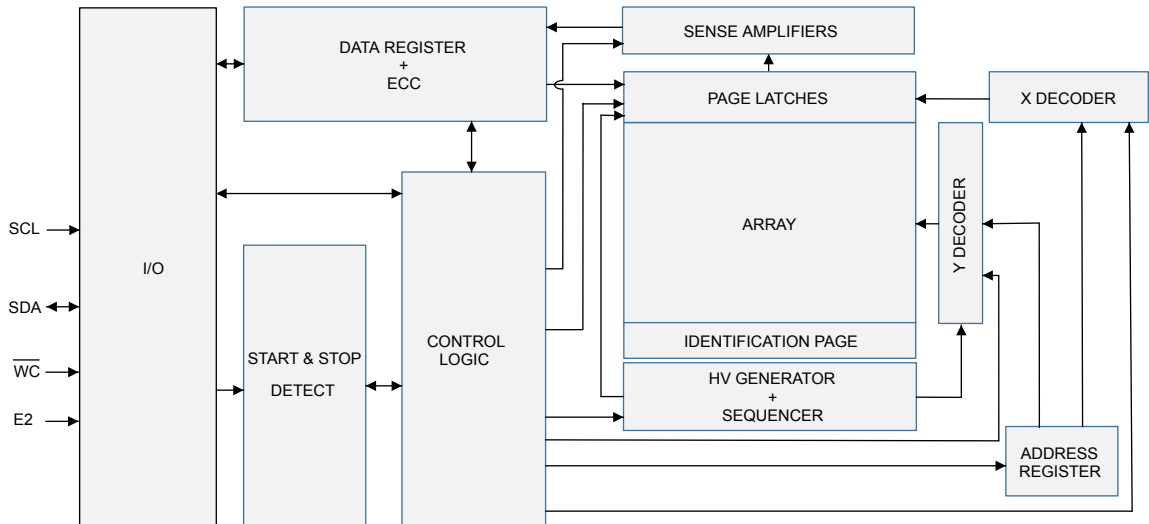 DATA REGISTER
+
ECC
SENSE AMPLIFIERS
PAGE LATCHES
X DECODER
ARRAY
Y DECODER
IDENTIFICATION PAGE
HV GENERATOR
+
SEQUENCER
ADDRESS
REGISTER
I/O
SCL
SDA
W̅C̅
E2
START & STOP
DETECT
CONTROL
LOGIC